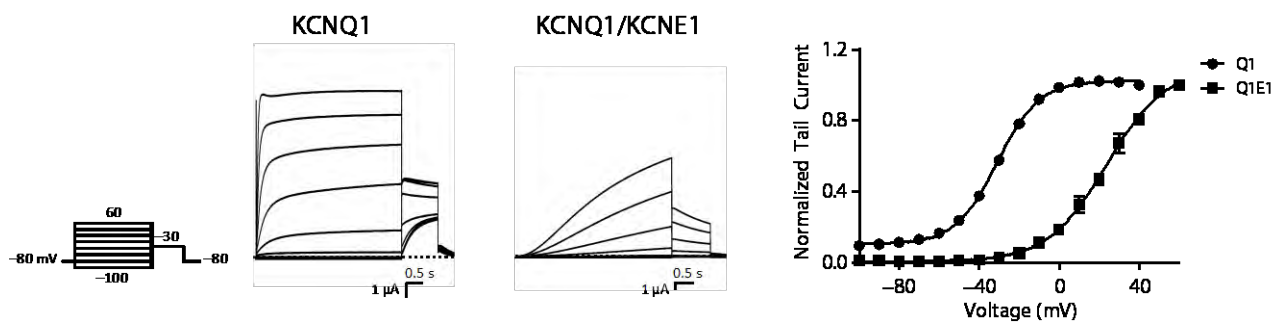 KCNQ1
KCNQ1/KCNE1
60
–30
–80 mV
–80
–100
0.5 s
1 µA
0.5 s
1 µA
Normalized Tail Current
1.2
0.8
0.4
0.0
–80
–40
0
40
Voltage (mV)
Q1
Q1E1